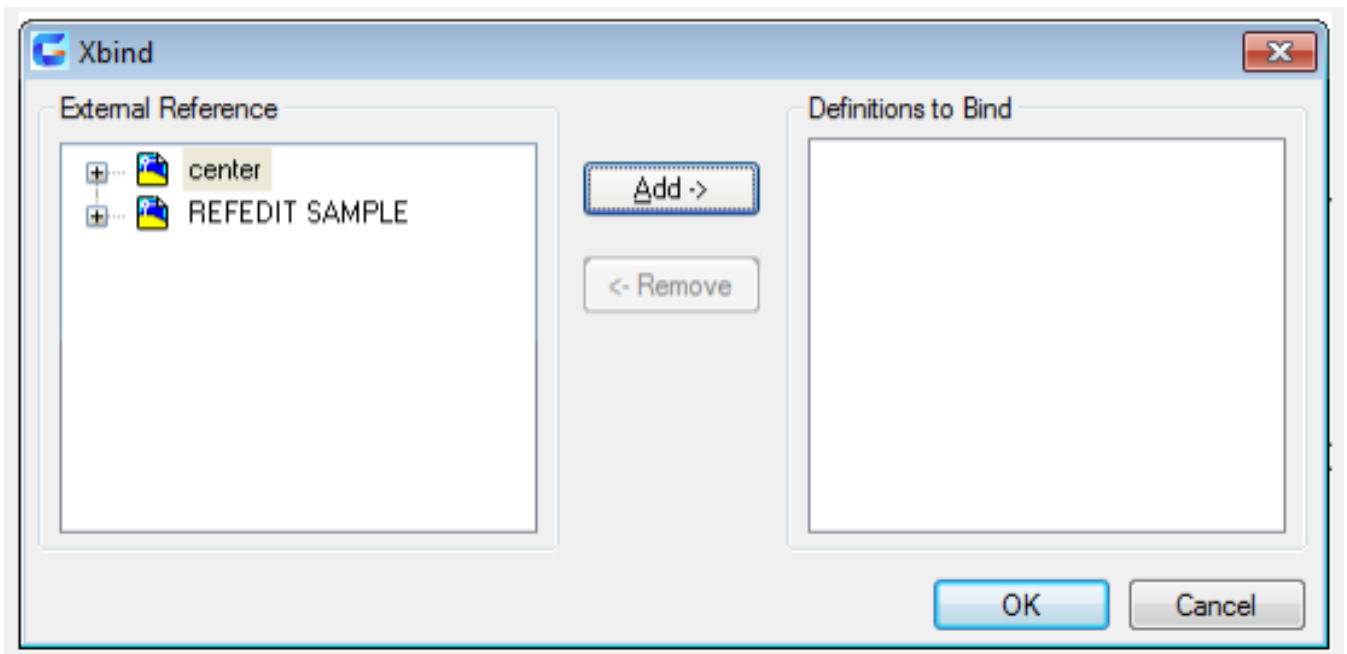 Xbind
External Reference
Definitions to Bind
center
REFEDIT SAMPLE
Add ->
<- Remove
OK
Cancel